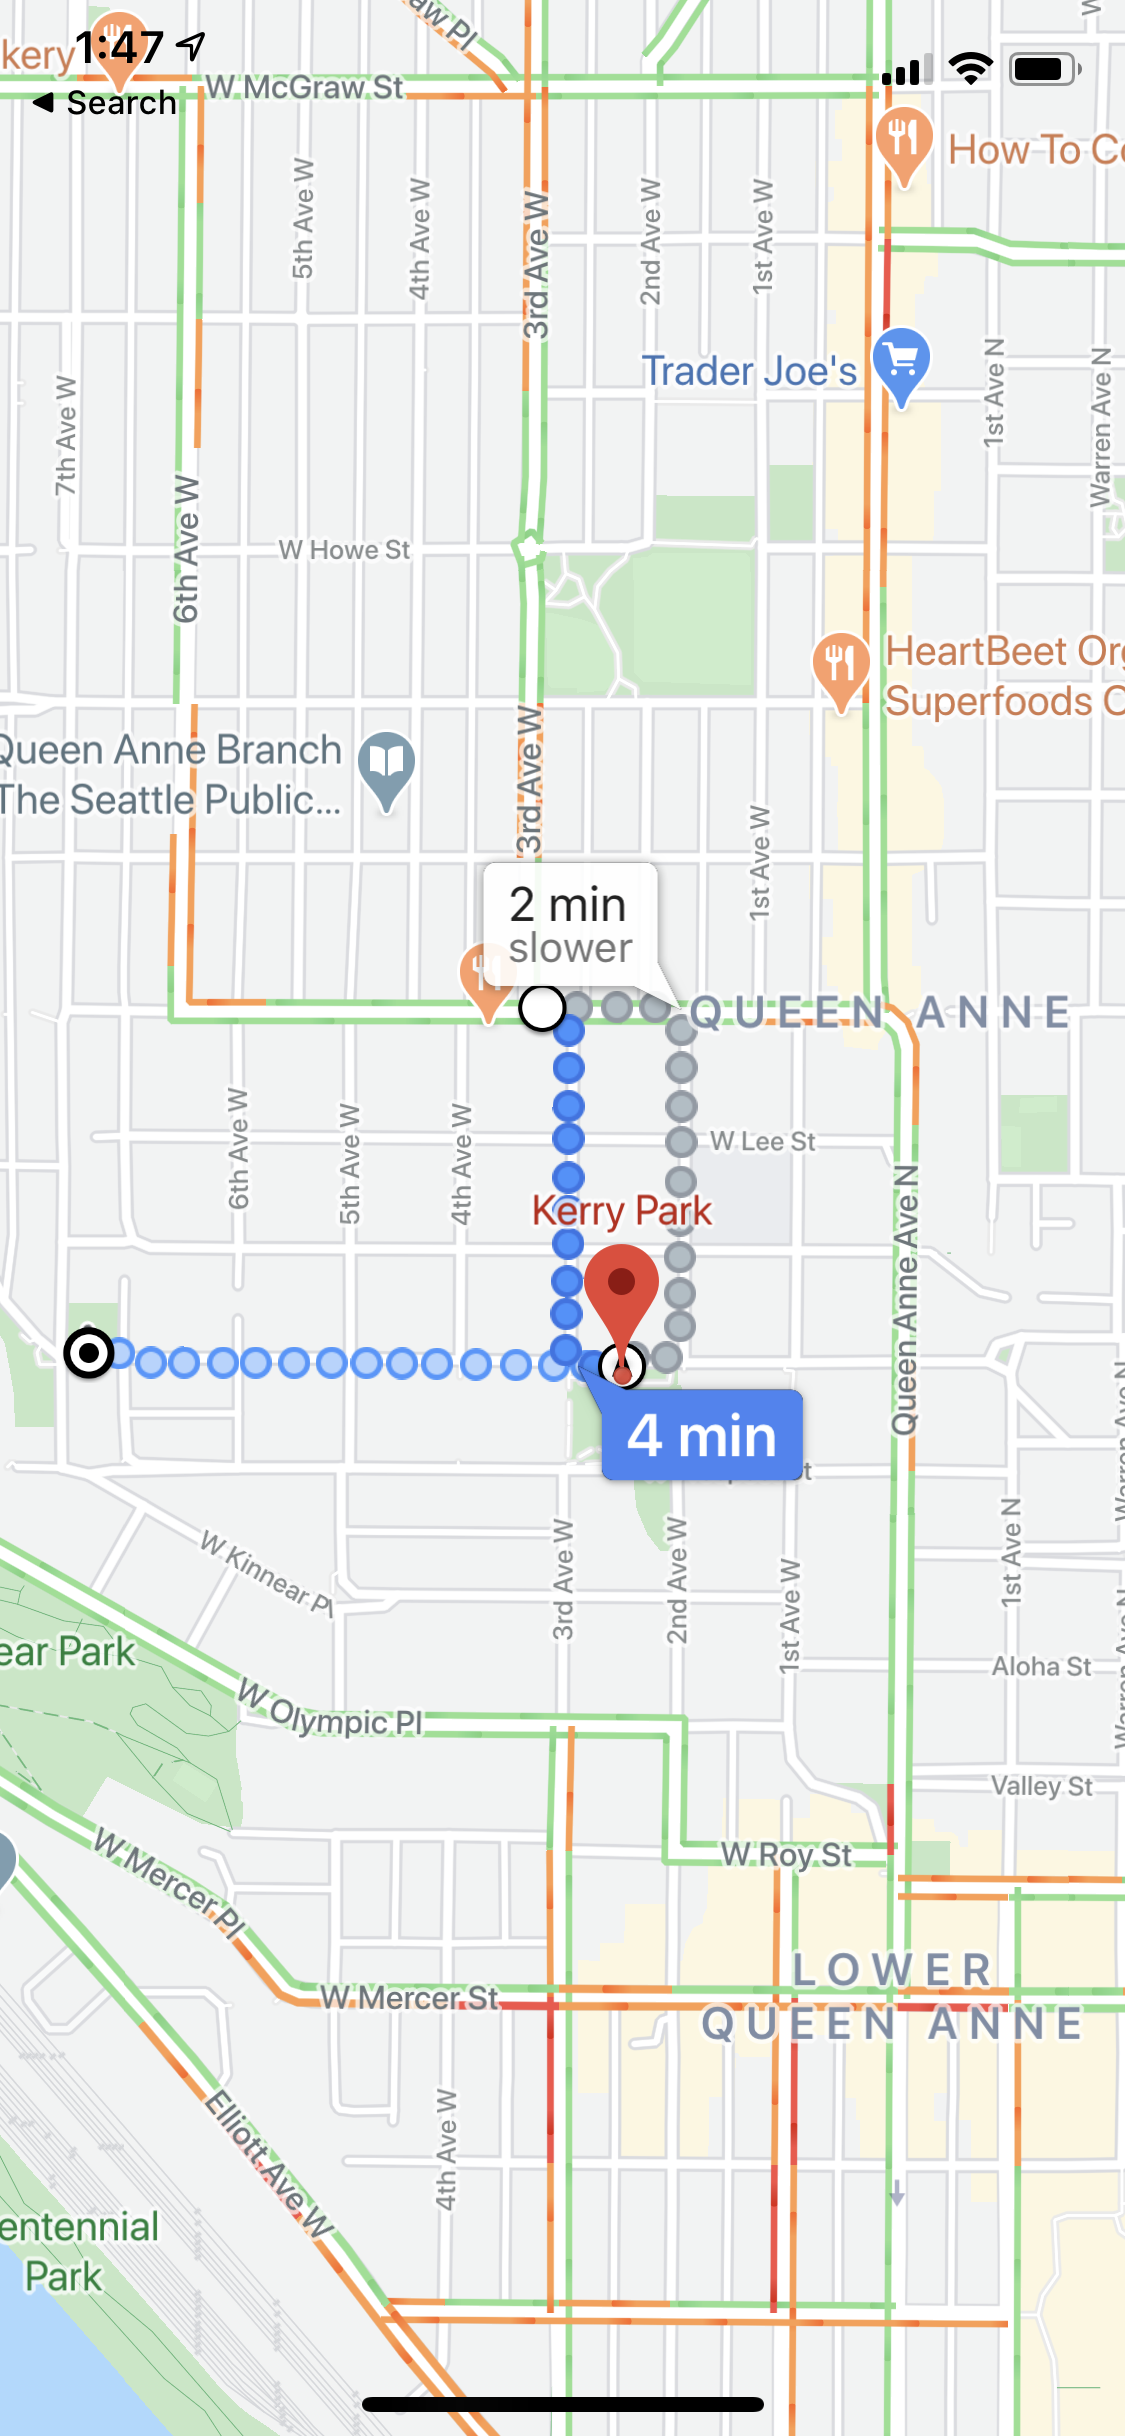 aw Pl
kery
1:47
W McGraw St
Search
How To Co
5th Ave W
4th Ave W
3rd Ave W
2nd Ave W
1st Ave W
Trader Joe's
1st Ave N
Warren Ave N
7th Ave W
6th Ave W
W Howe St
HeartBeet Org
Superfoods C
Queen Anne Branch
The Seattle Public...
3rd Ave W
1st Ave W
2 min
slower
QUEEN ANNE
W Lee St
6th Ave W
5th Ave W
4th Ave W
Kerry Park
Queen Anne Ave N
4 min
W Kinnear Pl
3rd Ave W
2nd Ave W
1st Ave W
1st Ave N
Warren Ave N
ear Park
Aloha St
W Olympic Pl
Warren Ave N
Valley St
W Roy St
W Mercer Pl
LOWER
QUEEN ANNE
W Mercer St
Elliott Ave W
4th Ave W
entennial
Park